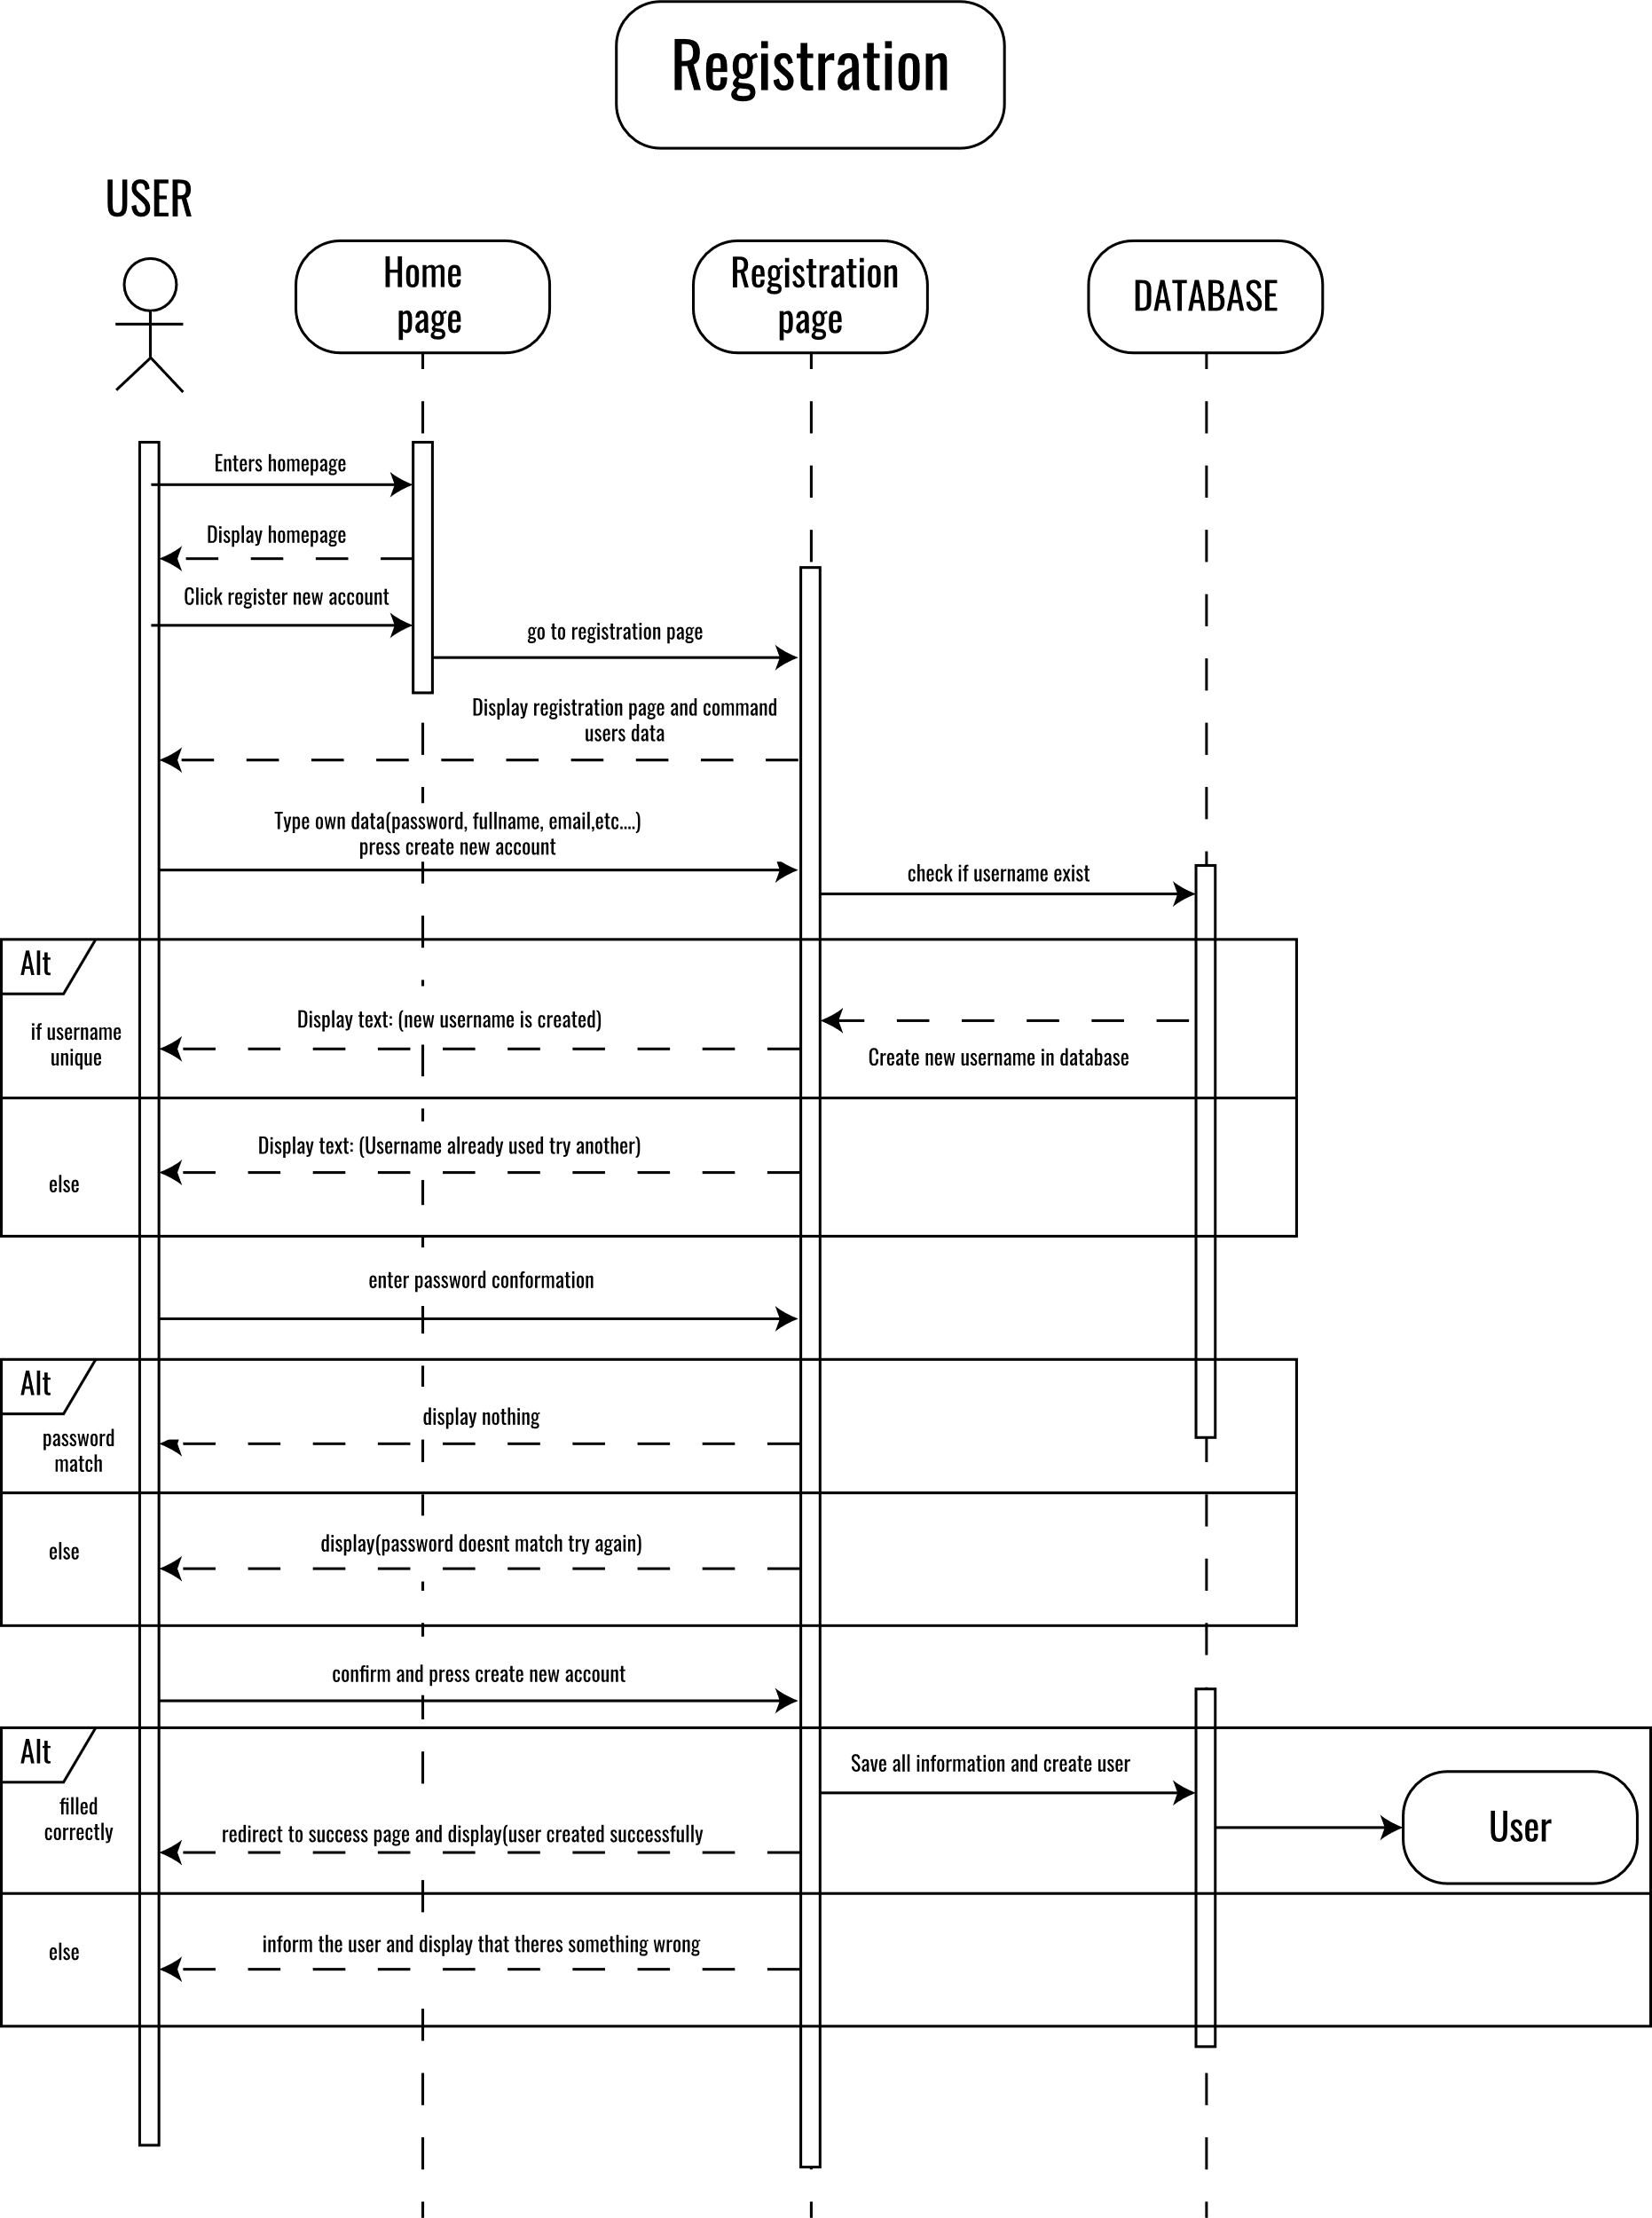 Registration
USER
Home
page
Registration
page
DATABASE
Enters homepage
Display homepage
Click register new account
go to registration page
Display registration page and command
users data
Type own data(password, fullname, email,etc....)
press create new account
check if username exist
Alt
if username
unique
Display text: (new username is created)
Create new username in database
Display text: (Username already used try another)
else
enter password conformation
Alt
password
match
display nothing
else
display(password doesnt match try again)
confirm and press create new account
Alt
filled
correctly
Save all information and create user
User
redirect to success page and display(user created successfully
else
inform the user and display that theres something wrong